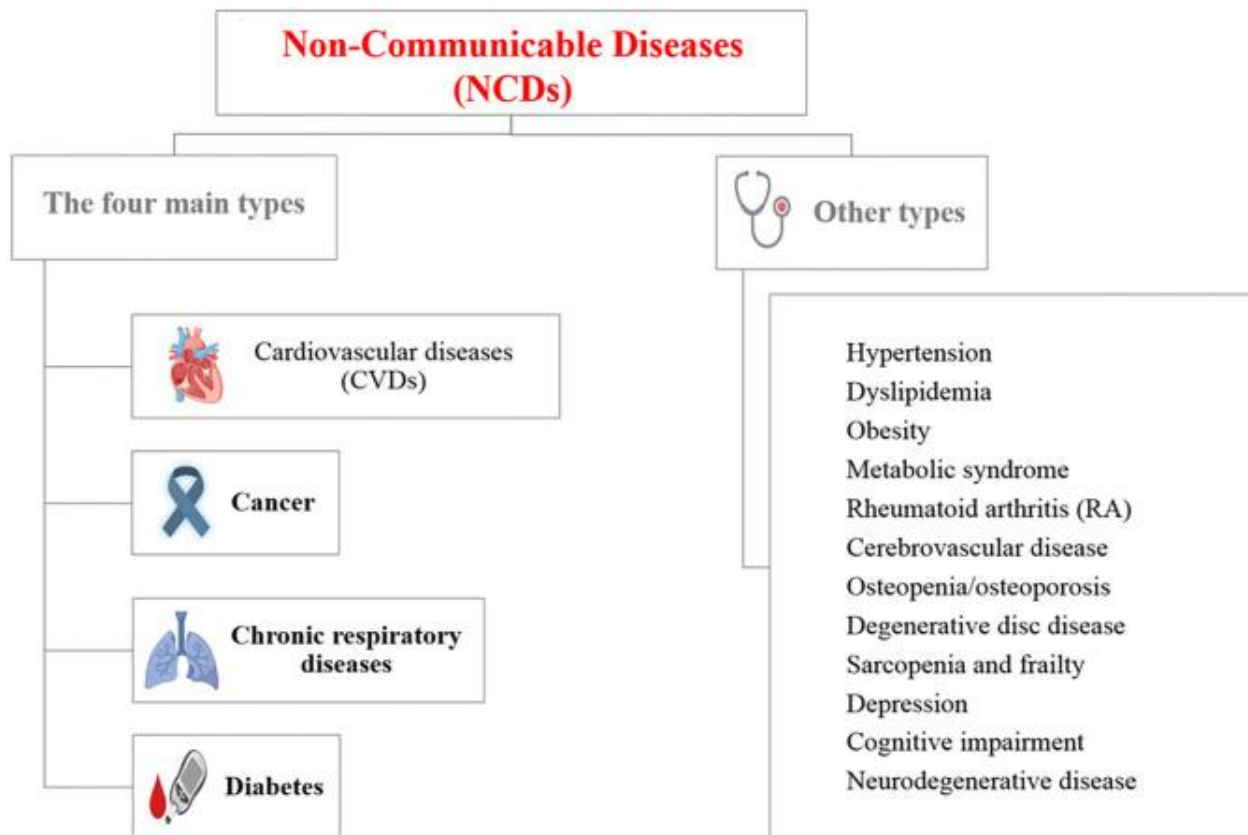 Non-Communicable Diseases
(NCDs)
The four main types
Cardiovascular diseases
(CVDs)
Cancer
Chronic respiratory
diseases
Diabetes
Other types
Hypertension
Dyslipidemia
Obesity
Metabolic syndrome
Rheumatoid arthritis (RA)
Cerebrovascular disease
Osteopenia/osteoporosis
Degenerative disc disease
Sarcopenia and frailty
Depression
Cognitive impairment
Neurodegenerative disease